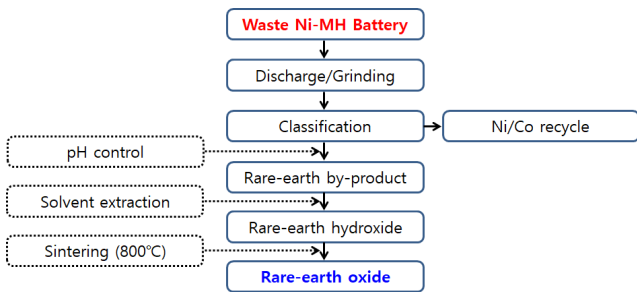 Waste Ni-MH Battery
Discharge/Grinding
Classification
Ni/Co recycle
pH control
Rare-earth by-product
Solvent extraction
Rare-earth hydroxide
Sintering (800℃)
Rare-earth oxide